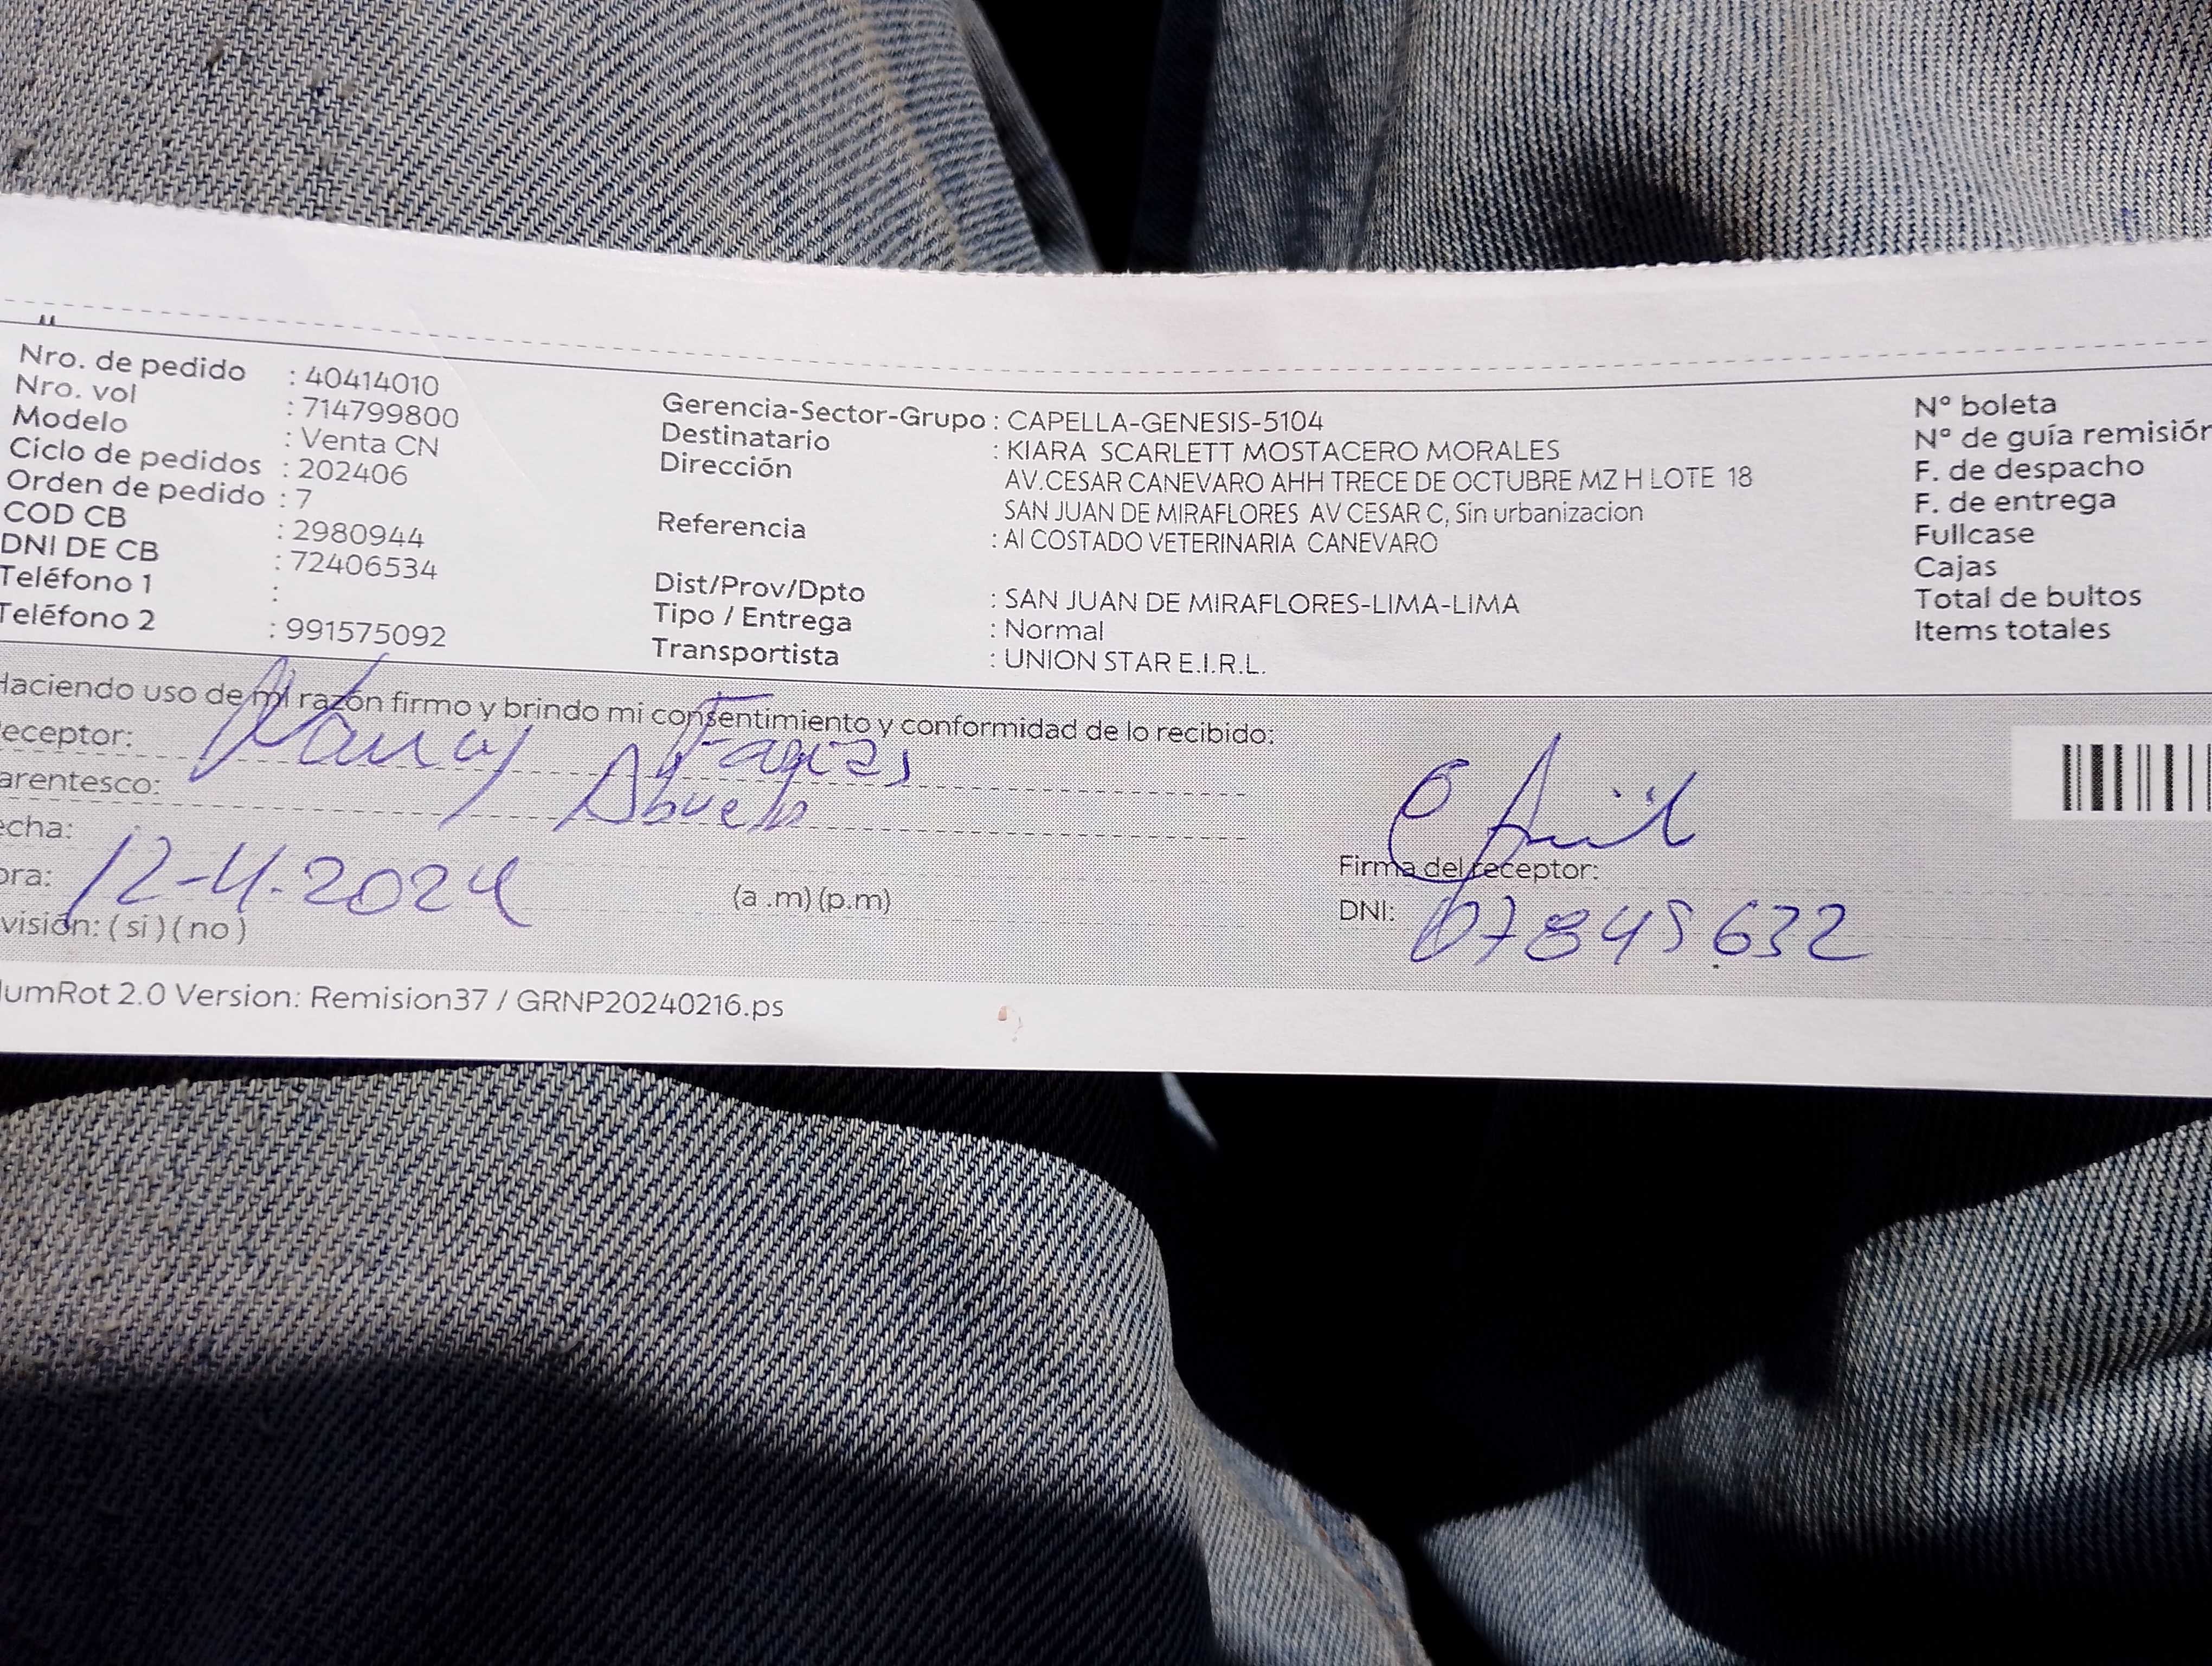 Nro. de pedido : 40414010
Nro. vol : 714799800
Modelo : Venta CN
Ciclo de pedidos : 202406
Orden de pedido : 7
COD CB : 2980944
DNI DE CB : 72406534
Teléfono 1 :
Teléfono 2 : 991575092
Gerencia-Sector-Grupo : CAPELLA-GENESIS-5104
Destinatario : KIARA SCARLETT MOSTACERO MORALES
Dirección AV.CESAR CANEVARO AHH TRECE DE OCTUBRE MZ H LOTE 18
SAN JUAN DE MIRAFLORES AV CESAR C, Sin urbanizacion
Referencia : Al COSTADO VETERINARIA CANEVARO
Dist/Prov/Dpto : SAN JUAN DE MIRAFLORES-LIMA-LIMA
Tipo / Entrega : Normal
Transportista : UNION STAR E.I.R.L.
N° boleta
N° de guía remisión
F. de despacho
F. de entrega
Fullcase
Cajas
Total de bultos
Items totales
Haciendo uso de mi razón firmo y brindo mi consentimiento y conformidad de lo recibido:
eceptor: Nancy
arentesco: Abuela
echa:
ora: 12-4-2024 (a .m) (p.m)
visión: ( si ) ( no )
Firma del receptor:
DNI: 07845632
umRot 2.0 Version: Remision37 / GRNP20240216.ps